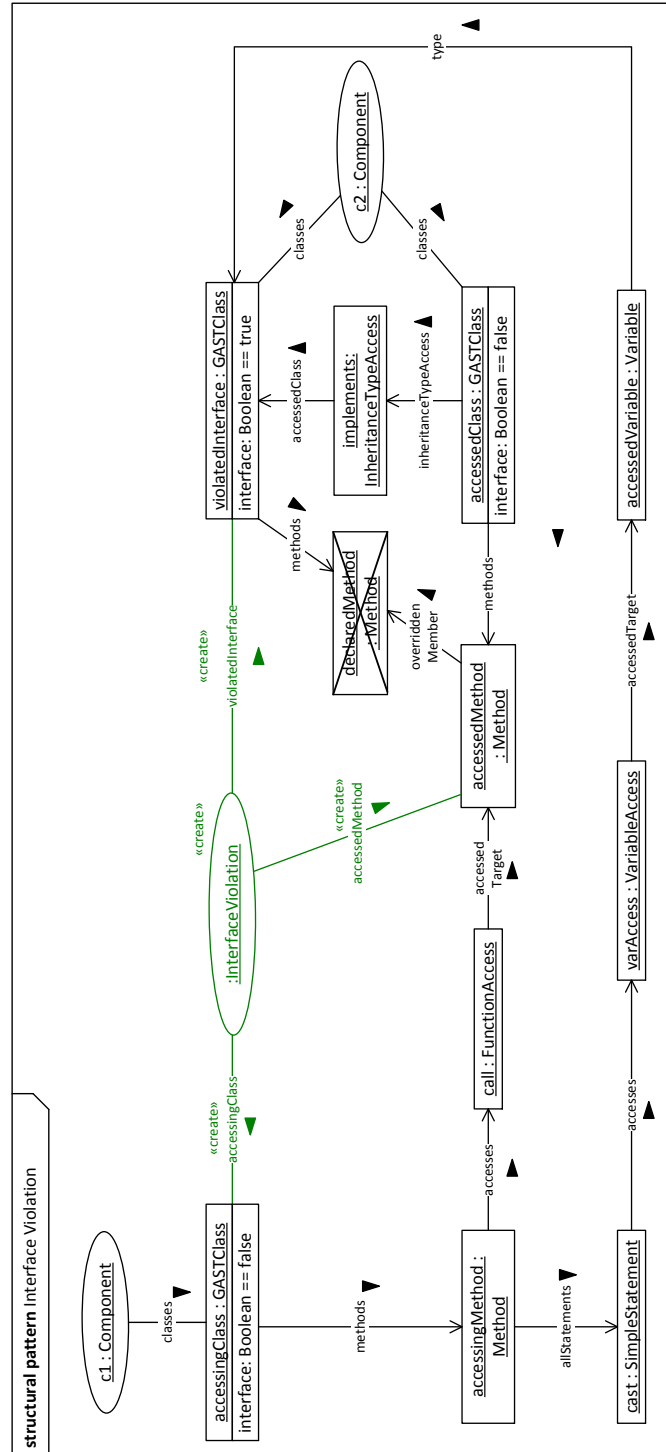 structural pattern Interface Violation
c1 : Component
classes
accessingClass : GASTClass
interface: Boolean == false
«create»
accessingClass
«create»
:InterfaceViolation
«create»
violatedInterface
violatedInterface : GASTClass
interface: Boolean == true
type
classes
c2 : Component
classes
methods
accessedClass
implements:
InheritanceTypeAccess
inheritanceTypeAccess
declaredMethod
: Method
overridden
Member
«create»
accessedMethod
methods
accessingMethod :
Method
accesses
call : FunctionAccess
accessed
Target
accessedMethod
: Method
methods
accessedClass : GASTClass
interface: Boolean == false
allStatements
cast : SimpleStatement
accesses
varAccess : VariableAccess
accessedTarget
accessedVariable : Variable